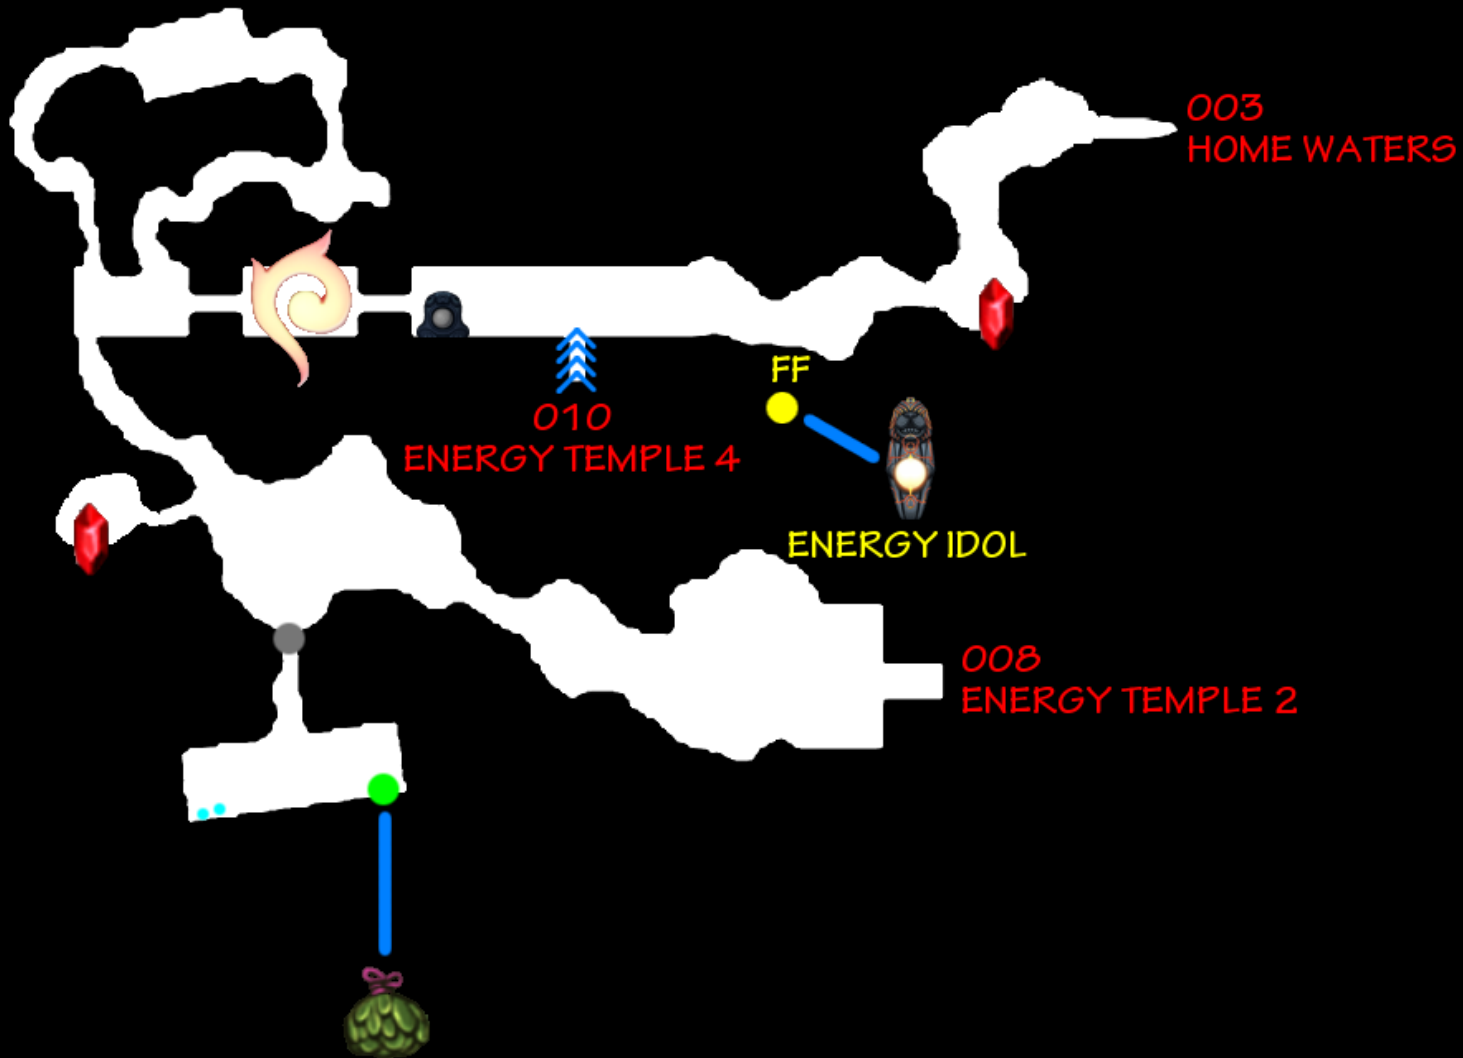 003
HOME WATERS
FF
010
ENERGY TEMPLE 4
ENERGY IDOL
008
ENERGY TEMPLE 2